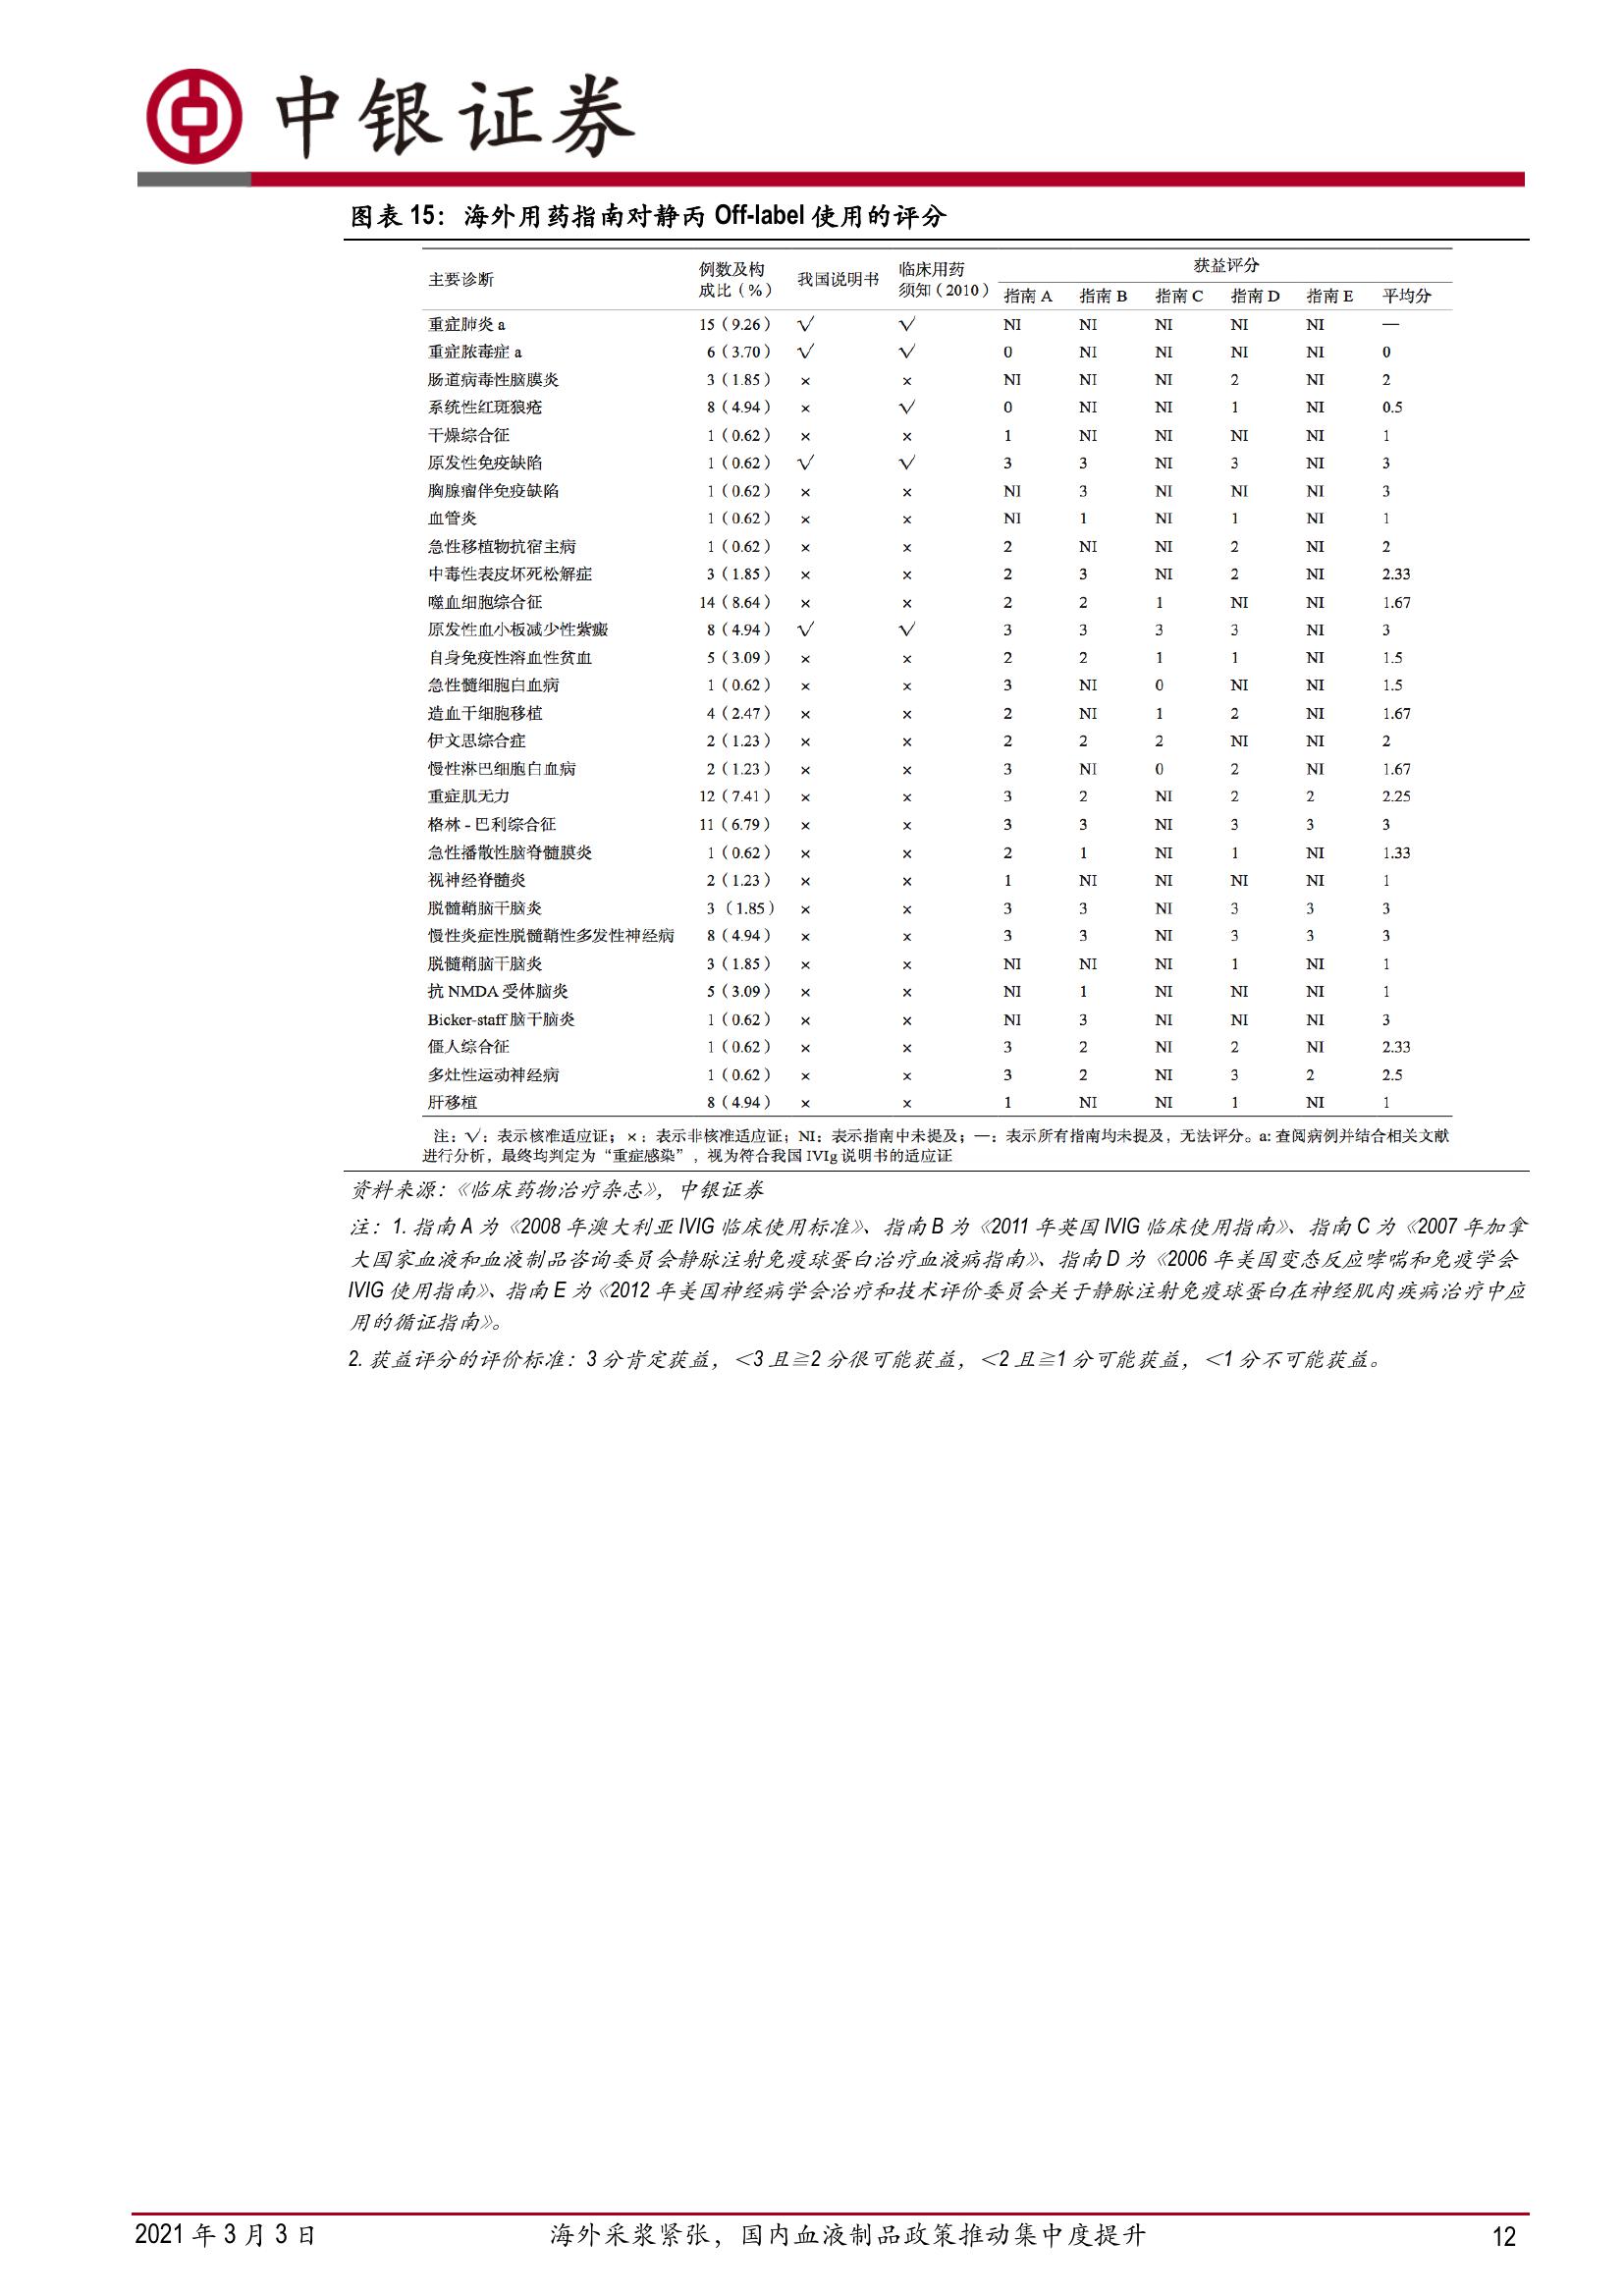 中银证券
图表 15：海外用药指南对静丙 Off-label 使用的评分
主要诊断 例数及构成比（%） 我国说明书 临床用药须知（2010） 获益评分
指南 A 指南 B 指南 C 指南 D 指南 E 平均分
重症肺炎 a 15（9.26） √ √ NI NI NI NI NI —
重症脓毒症 a 6（3.70） √ √ 0 NI NI NI NI 0
肠道病毒性脑膜炎 3（1.85） × × NI NI NI 2 NI 2
系统性红斑狼疮 8（4.94） × √ 0 NI NI 1 NI 0.5
干燥综合征 1（0.62） × × 1 NI NI NI NI 1
原发性免疫缺陷 1（0.62） √ √ 3 3 NI 3 NI 3
胸腺瘤伴免疫缺陷 1（0.62） × × NI 3 NI NI NI 3
血管炎 1（0.62） × × NI 1 NI 1 NI 1
急性移植物抗宿主病 1（0.62） × × 2 NI NI 2 NI 2
中毒性表皮坏死松解症 3（1.85） × × 2 3 NI 2 NI 2.33
噬血细胞综合征 14（8.64） × × 2 2 1 NI NI 1.67
原发性血小板减少性紫癜 8（4.94） √ √ 3 3 3 3 NI 3
自身免疫性溶血性贫血 5（3.09） × × 2 2 1 1 NI 1.5
急性髓细胞白血病 1（0.62） × × 3 NI 0 NI NI 1.5
造血干细胞移植 4（2.47） × × 2 NI 1 2 NI 1.67
伊文思综合症 2（1.23） × × 2 2 2 NI NI 2
慢性淋巴细胞白血病 2（1.23） × × 3 NI 0 2 NI 1.67
重症肌无力 12（7.41） × × 3 2 NI 2 2 2.25
格林 - 巴利综合征 11（6.79） × × 3 3 NI 3 3 3
急性播散性脑脊髓膜炎 1（0.62） × × 2 1 NI 1 NI 1.33
视神经脊髓炎 2（1.23） × × 1 NI NI NI NI 1
脱髓鞘脑干脑炎 3（1.85） × × 3 3 NI 3 3 3
慢性炎症性脱髓鞘性多发性神经病 8（4.94） × × 3 3 NI 3 3 3
脱髓鞘脑干脑炎 3（1.85） × × NI NI NI 1 NI 1
抗 NMDA 受体脑炎 5（3.09） × × NI 1 NI NI NI 1
Bicker-staff 脑干脑炎 1（0.62） × × NI 3 NI NI NI 3
僵人综合征 1（0.62） × × 3 2 NI 2 NI 2.33
多灶性运动神经病 1（0.62） × × 3 2 NI 3 2 2.5
肝移植 8（4.94） × × 1 NI NI 1 NI 1
注：√：表示核准适应证；×：表示非核准适应证；NI：表示指南中未提及；—：表示所有指南均未提及，无法评分。a: 查阅病例并结合相关文献
进行分析，最终均判定为“重症感染”，视为符合我国 IVIg 说明书的适应证
资料来源：《临床药物治疗杂志》，中银证券
注：1. 指南 A 为《2008 年澳大利亚 IVIG 临床使用标准》、指南 B 为《2011 年英国 IVIG 临床使用指南》、指南 C 为《2007 年加拿
大国家血液和血液制品咨询委员会静脉注射免疫球蛋白治疗血液病指南》、指南 D 为《2006 年美国变态反应哮喘和免疫学会
IVIG 使用指南》、指南 E 为《2012 年美国神经病学会治疗和技术评价委员会关于静脉注射免疫球蛋白在神经肌肉疾病治疗中应
用的循证指南》。
2. 获益评分的评价标准：3 分肯定获益，＜3 且≧2 分很可能获益，＜2 且≧1 分可能获益，＜1 分不可能获益。
2021 年 3 月 3 日 海外采浆紧张，国内血液制品政策推动集中度提升 12